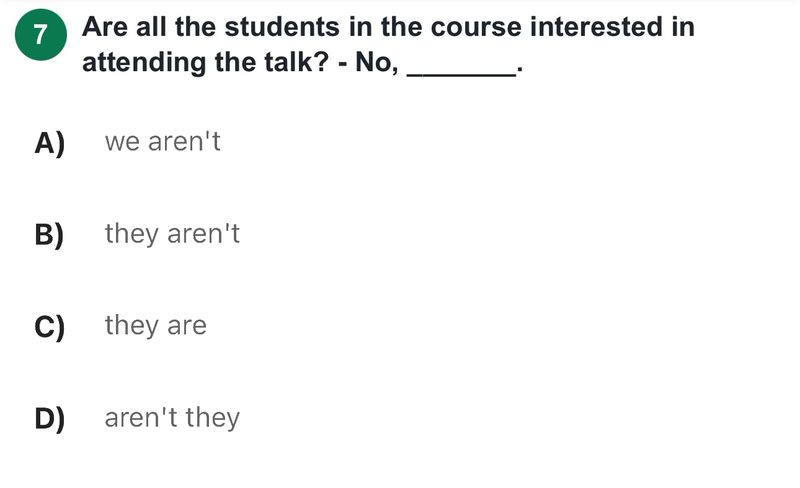 7 Are all the students in the course interested in
attending the talk? - No, _______.
A) we aren't
B) they aren't
C) they are
D) aren't they